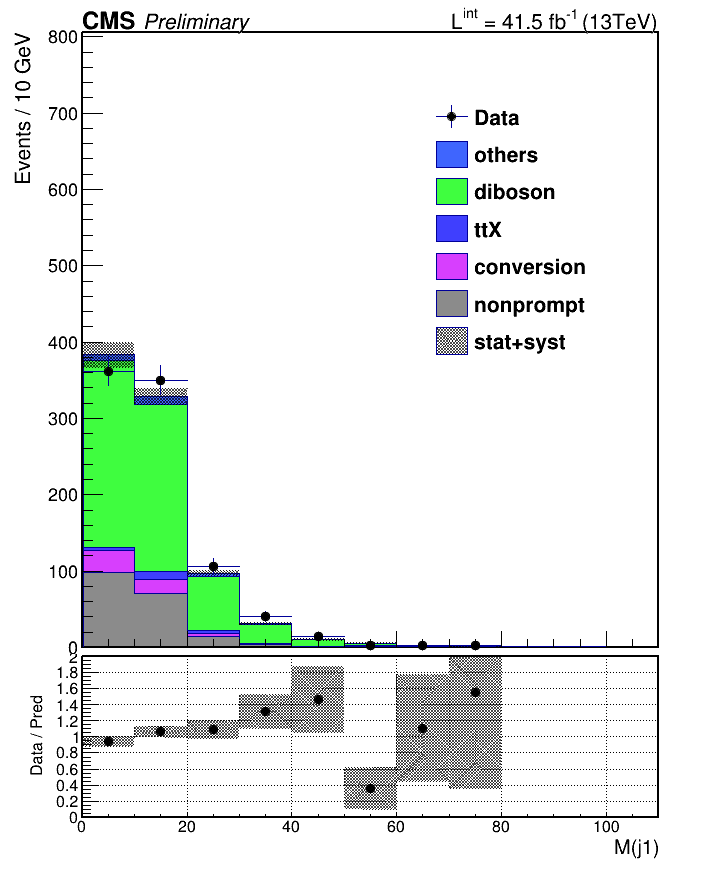 CMS Preliminary
L^int = 41.5 fb^-1 (13TeV)
Events / 10 GeV
800
700
600
500
400
300
200
100
0
Data
others
diboson
ttX
conversion
nonprompt
stat+syst
Data / Pred
2
1.8
1.6
1.4
1.2
1
0.8
0.6
0.4
0.2
0
0 20 40 60 80 100
M(j1)